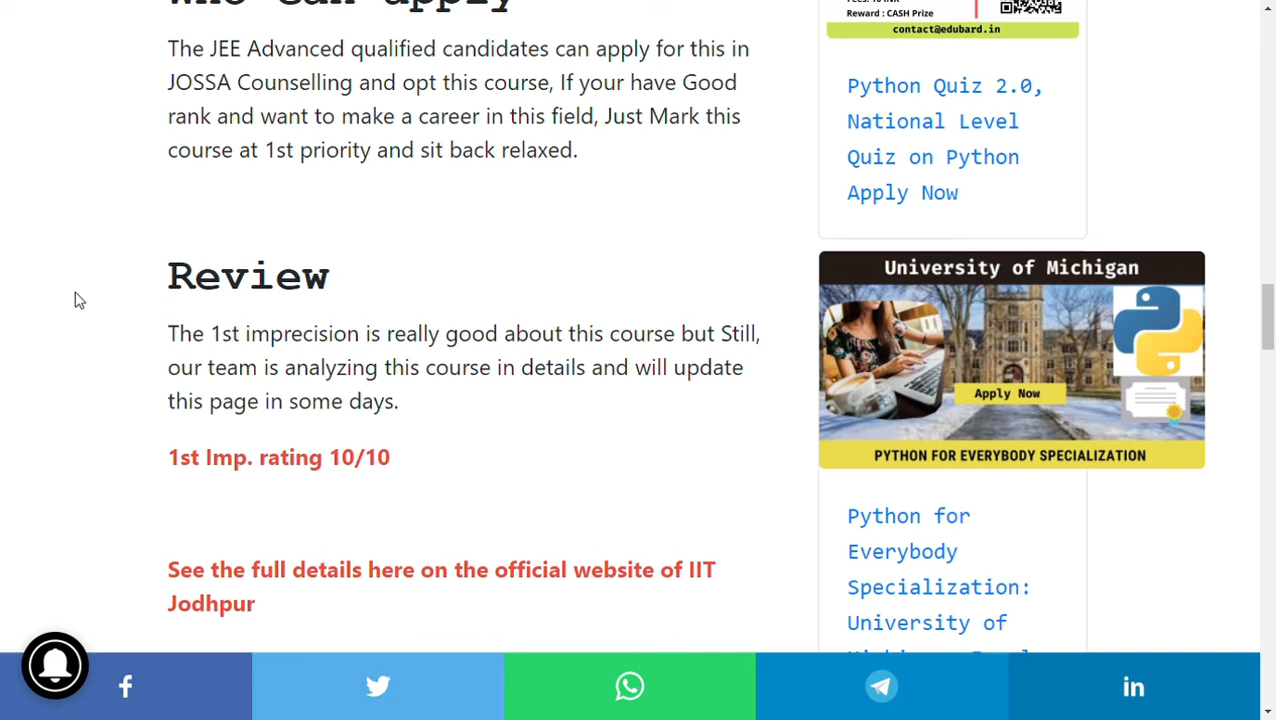 Who Can apply
The JEE Advanced qualified candidates can apply for this in
JOSSA Counselling and opt this course, If your have Good
rank and want to make a career in this field, Just Mark this
course at 1st priority and sit back relaxed.
Review
The 1st imprecision is really good about this course but Still,
our team is analyzing this course in details and will update
this page in some days.
1st Imp. rating 10/10
See the full details here on the official website of IIT
Jodhpur
Reward : CASH Prize
contact@edubard.in
Python Quiz 2.0,
National Level
Quiz on Python
Apply Now
University of Michigan
Apply Now
PYTHON FOR EVERYBODY SPECIALIZATION
Python for
Everybody
Specialization:
University of